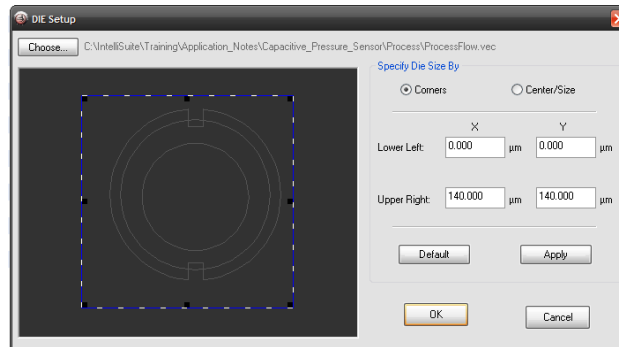 DIE Setup
Choose... C:\IntelliSuite\Training\Application_Notes\Capacitive_Pressure_Sensor\Process\ProcessFlow.vec
Specify Die Size By
Corners Center/Size
X Y
Lower Left: 0.000 µm 0.000 µm
Upper Right: 140.000 µm 140.000 µm
Default Apply
OK Cancel